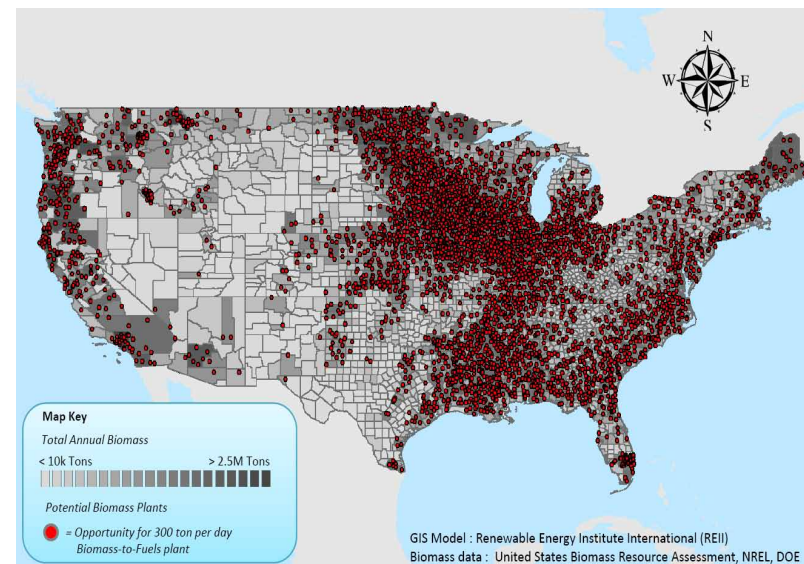 N
W E
S
Map Key
Total Annual Biomass
< 10k Tons > 2.5M Tons
Potential Biomass Plants
= Opportunity for 300 ton per day
Biomass-to-Fuels plant
GIS Model : Renewable Energy Institute International (REII)
Biomass data : United States Biomass Resource Assessment, NREL, DOE